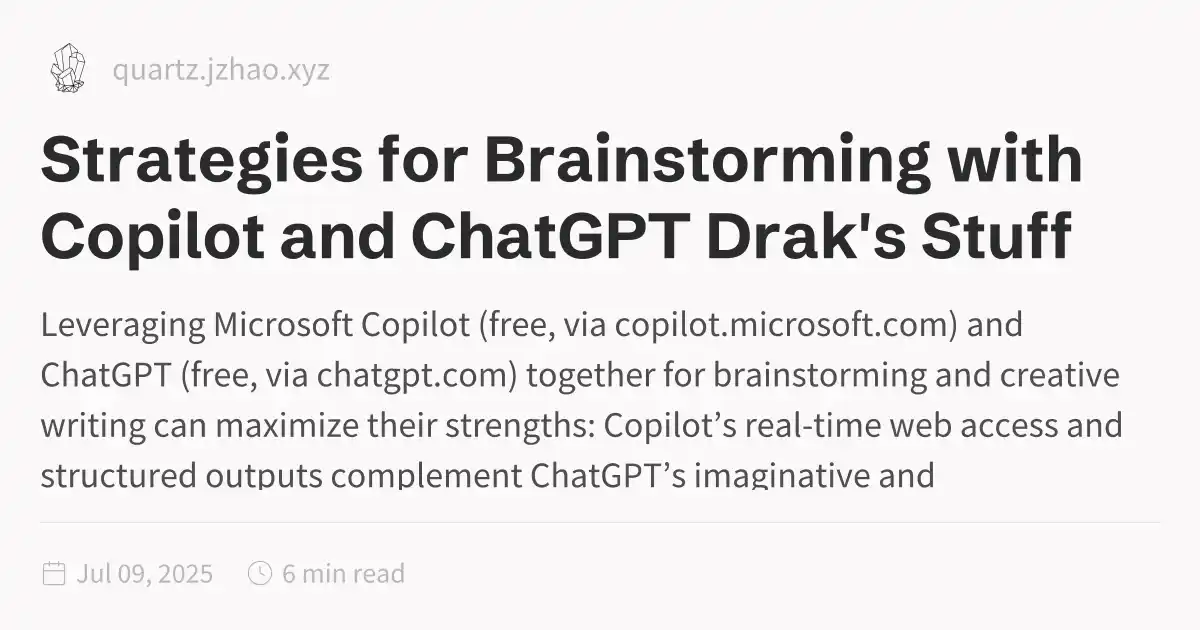 quartz.jzhao.xyz
Strategies for Brainstorming with
Copilot and ChatGPT Drak's Stuff
Leveraging Microsoft Copilot (free, via copilot.microsoft.com) and
ChatGPT (free, via chatgpt.com) together for brainstorming and creative
writing can maximize their strengths: Copilot’s real-time web access and
structured outputs complement ChatGPT’s imaginative and
Jul 09, 2025
6 min read